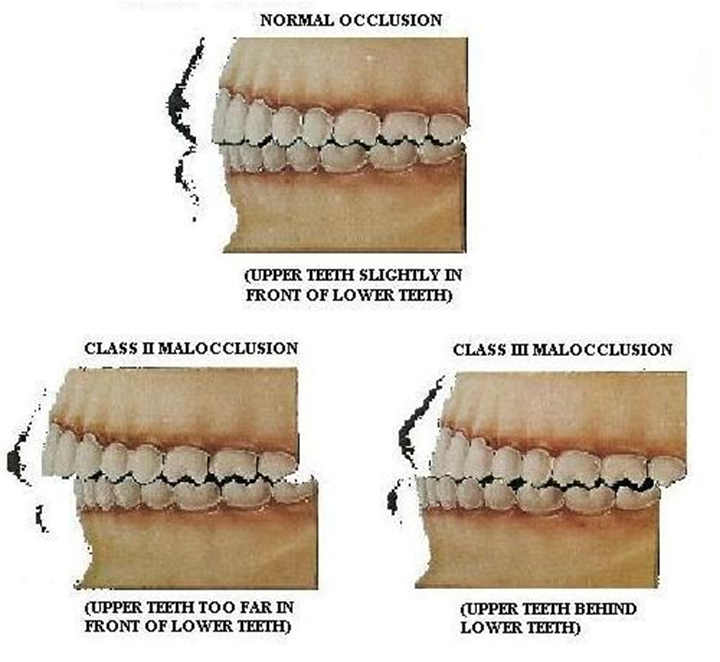 NORMAL OCCLUSION
(UPPER TEETH SLIGHTLY IN
FRONT OF LOWER TEETH)
CLASS II MALOCCLUSION
(UPPER TEETH TOO FAR IN
FRONT OF LOWER TEETH)
CLASS III MALOCCLUSION
(UPPER TEETH BEHIND
LOWER TEETH)